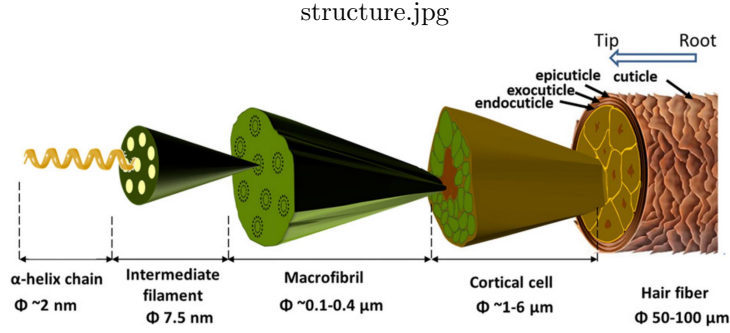 structure.jpg
Tip Root
epicuticle cuticle
exocuticle
endocuticle
α-helix chain
Φ ~2 nm
Intermediate
filament
Φ 7.5 nm
Macrofibril
Φ ~0.1-0.4 μm
Cortical cell
Φ ~1-6 μm
Hair fiber
Φ 50-100 μm